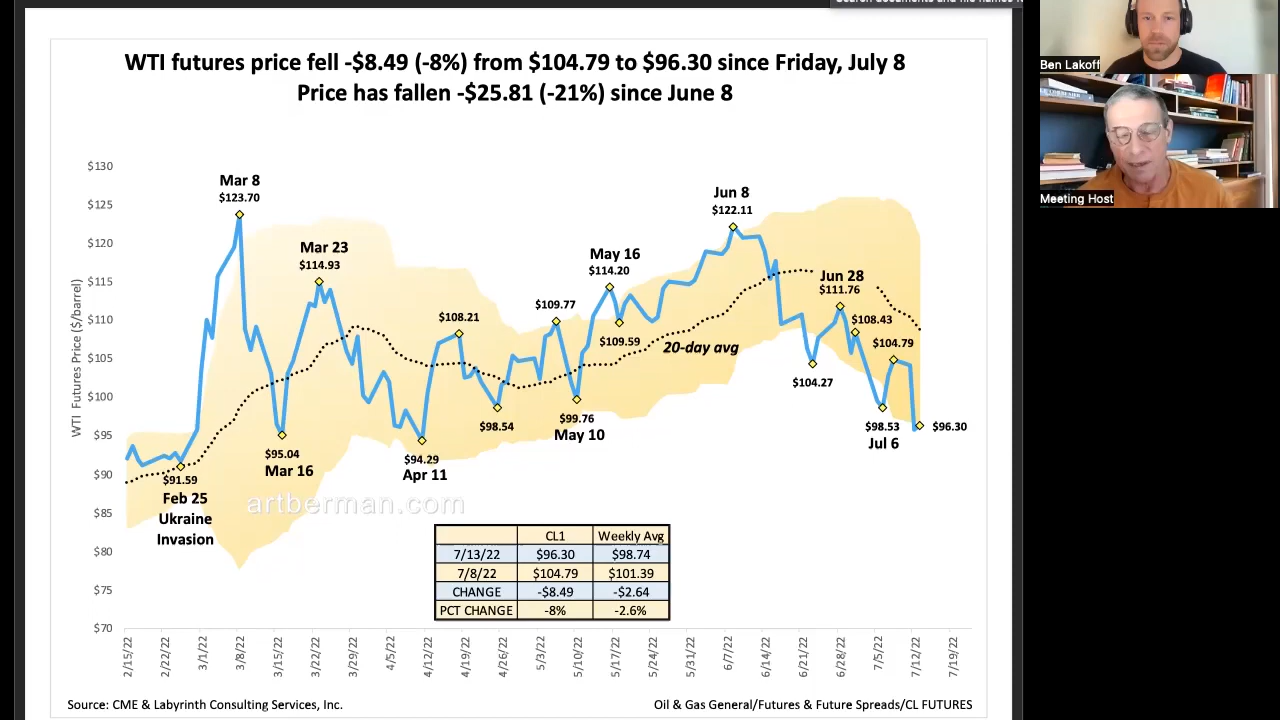 Ben Lakoff
Meeting Host
WTI futures price fell -$8.49 (-8%) from $104.79 to $96.30 since Friday, July 8
Price has fallen -$25.81 (-21%) since June 8
WTI Futures Price ($/barrel)
$130
$125
$120
$115
$110
$105
$100
$95
$90
$85
$80
$75
$70
Mar 8
$123.70
Mar 23
$114.93
$108.21
$109.77
May 16
$114.20
$109.59
Jun 8
$122.11
20-day avg
Jun 28
$111.76
$108.43
$104.79
$104.27
$98.53
Jul 6
$96.30
$91.59
Feb 25
Ukraine
Invasion
$95.04
Mar 16
$94.29
Apr 11
$98.54
$99.76
May 10
artberman.com
CL1 Weekly Avg
7/13/22 $96.30 $98.74
7/8/22 $104.79 $101.39
CHANGE -$8.49 -$2.64
PCT CHANGE -8% -2.6%
2/15/22
2/22/22
3/1/22
3/8/22
3/15/22
3/22/22
3/29/22
4/5/22
4/12/22
4/19/22
4/26/22
5/3/22
5/10/22
5/17/22
5/24/22
5/31/22
6/7/22
6/14/22
6/21/22
6/28/22
7/5/22
7/12/22
7/19/22
Source: CME & Labyrinth Consulting Services, Inc.
Oil & Gas General/Futures & Future Spreads/CL FUTURES